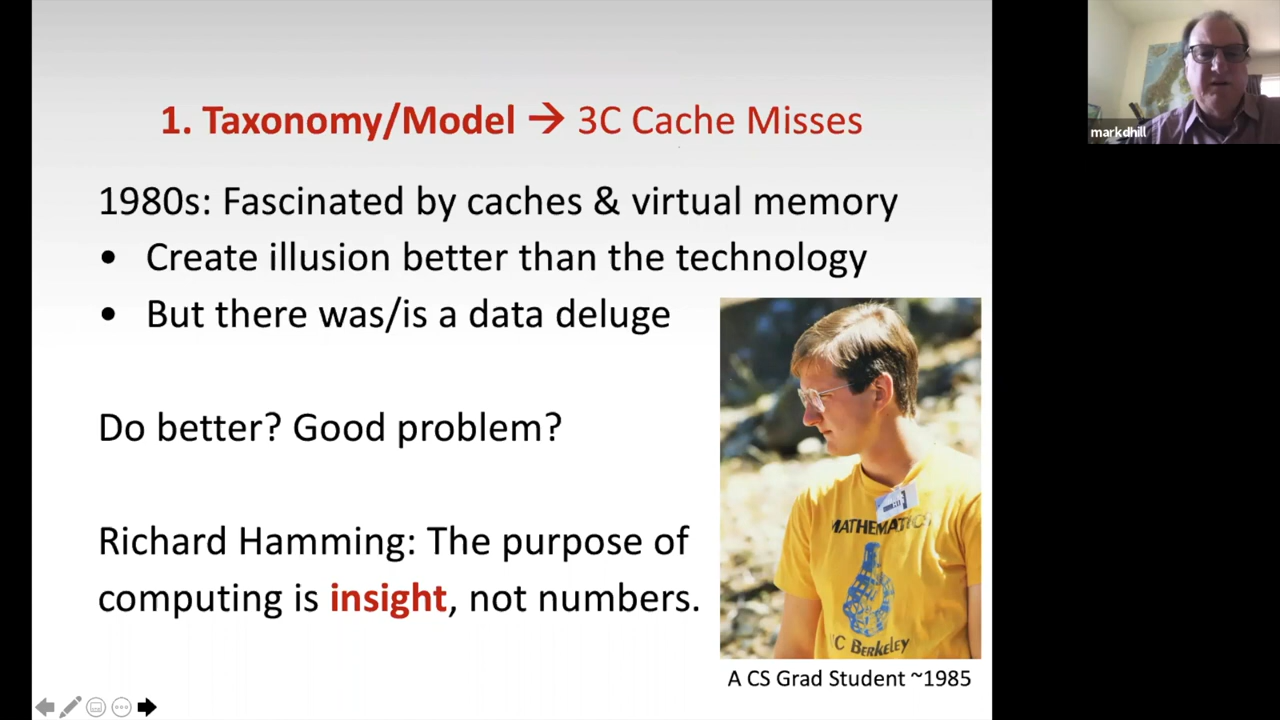 1. Taxonomy/Model → 3C Cache Misses
markdhill
1980s: Fascinated by caches & virtual memory
• Create illusion better than the technology
• But there was/is a data deluge
Do better? Good problem?
Richard Hamming: The purpose of
computing is insight, not numbers.
MATHEMATICS
UC BERKELEY
A CS Grad Student ~1985